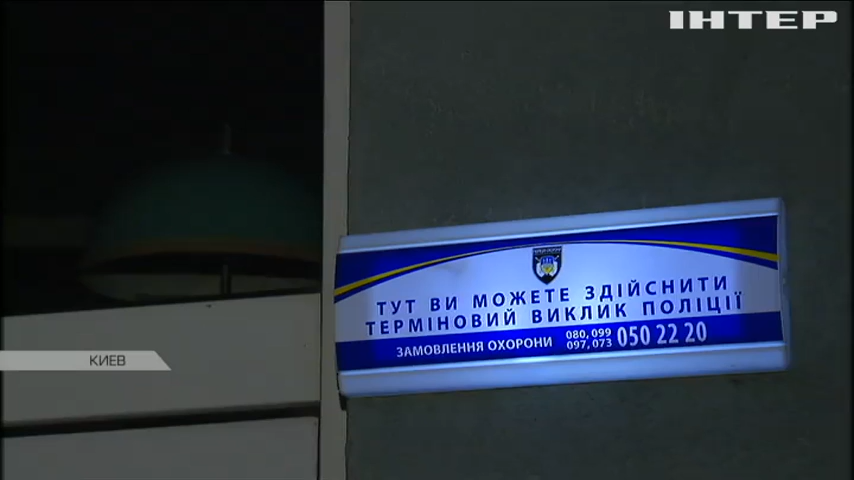 ІНТЕР
ТУТ ВИ МОЖЕТЕ ЗДІЙСНИТИ
ТЕРМІНОВИЙ ВИКЛИК ПОЛІЦІЇ
ЗАМОВЛЕННЯ ОХОРОНИ 080, 099 097, 073 050 22 20
КИЕВ